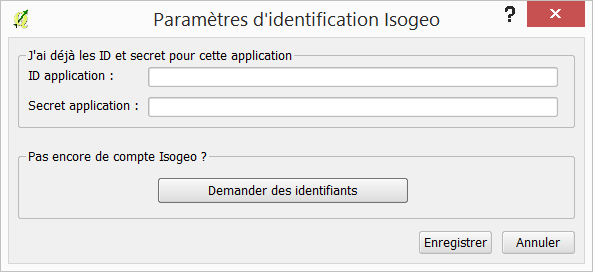 Paramètres d'identification Isogeo
J'ai déjà les ID et secret pour cette application
ID application :
Secret application :
Pas encore de compte Isogeo ?
Demander des identifiants
Enregistrer Annuler